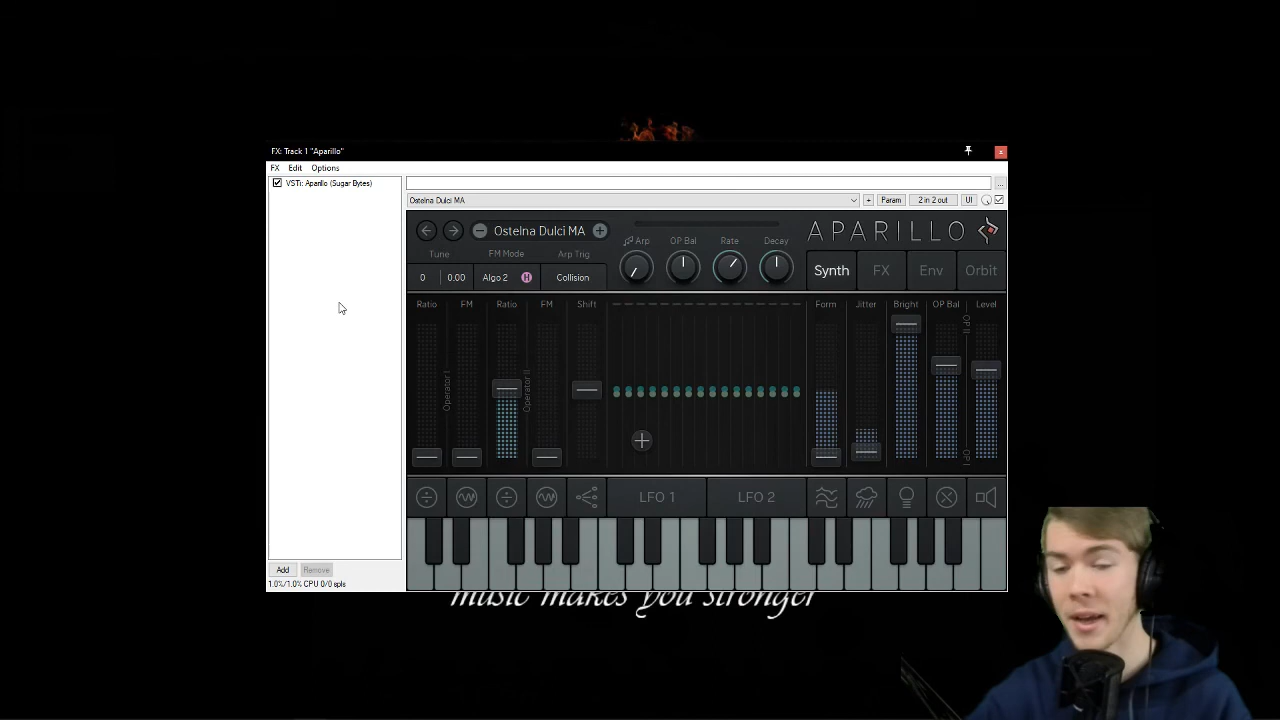 FX: Track 1 "Aparillo"
FX Edit Options
VSTi: Aparillo (Sugar Bytes)
...
Ostelna Dulci MA
+ Param 2 in 2 out UI
Ostelna Dulci MA
APARILLO
Tune FM Mode Arp Trig
0 0.00 Algo 2 H Collision
Arp OP Bal Rate Decay
Synth FX Env Orbit
Ratio FM Ratio FM Shift
Form Jitter Bright OP Bal Level
Operator I
Operator II
OP II
OP I
LFO 1 LFO 2
Add Remove
1.0%/1.0% CPU 0/0 spls
music makes you stronger